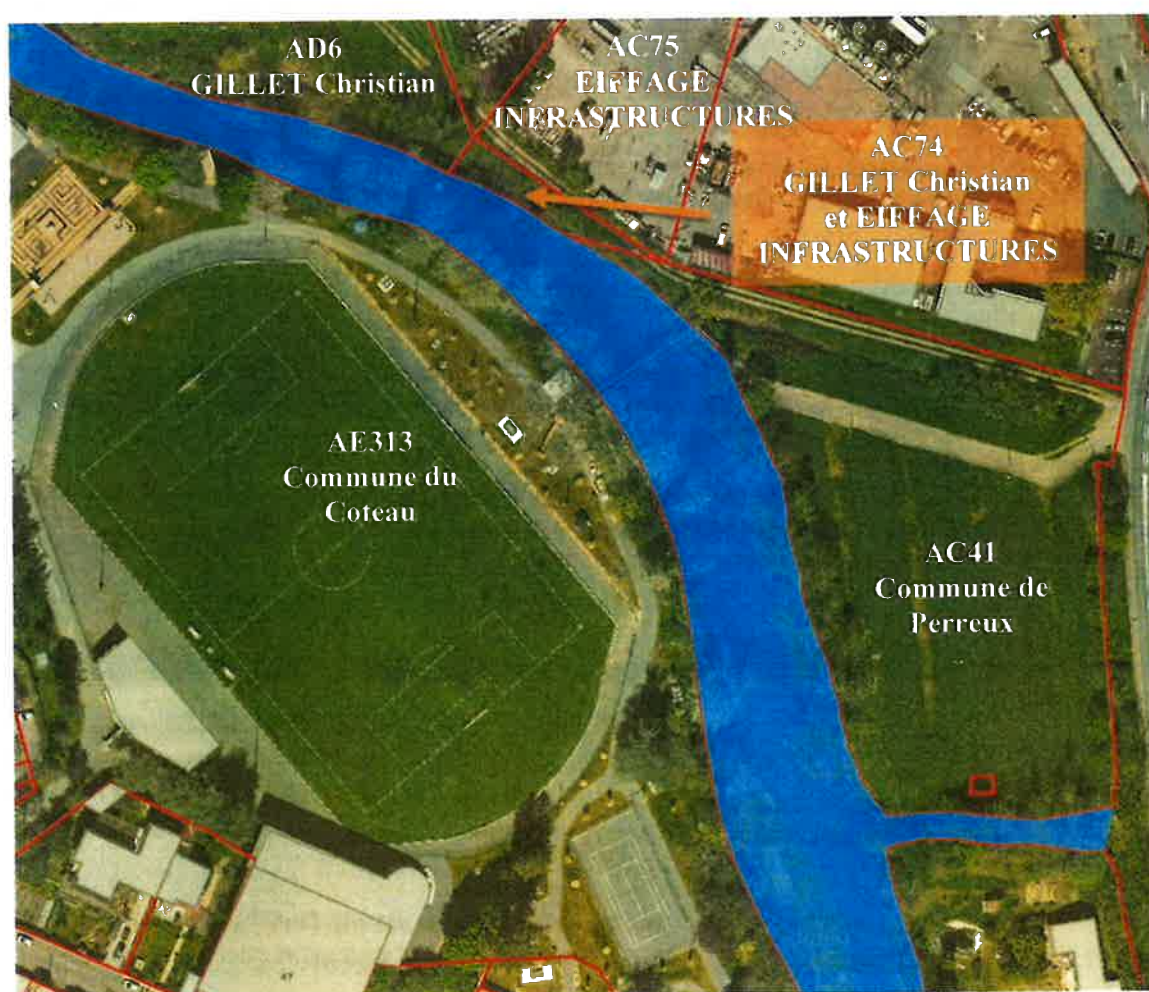 AD6
GILLET Christian
AC75
EIFFAGE
INFRASTRUCTURES
AC74
GILLET Christian
et EIFFAGE
INFRASTRUCTURES
AE313
Commune du
Coteau
AC41
Commune de
Perreux